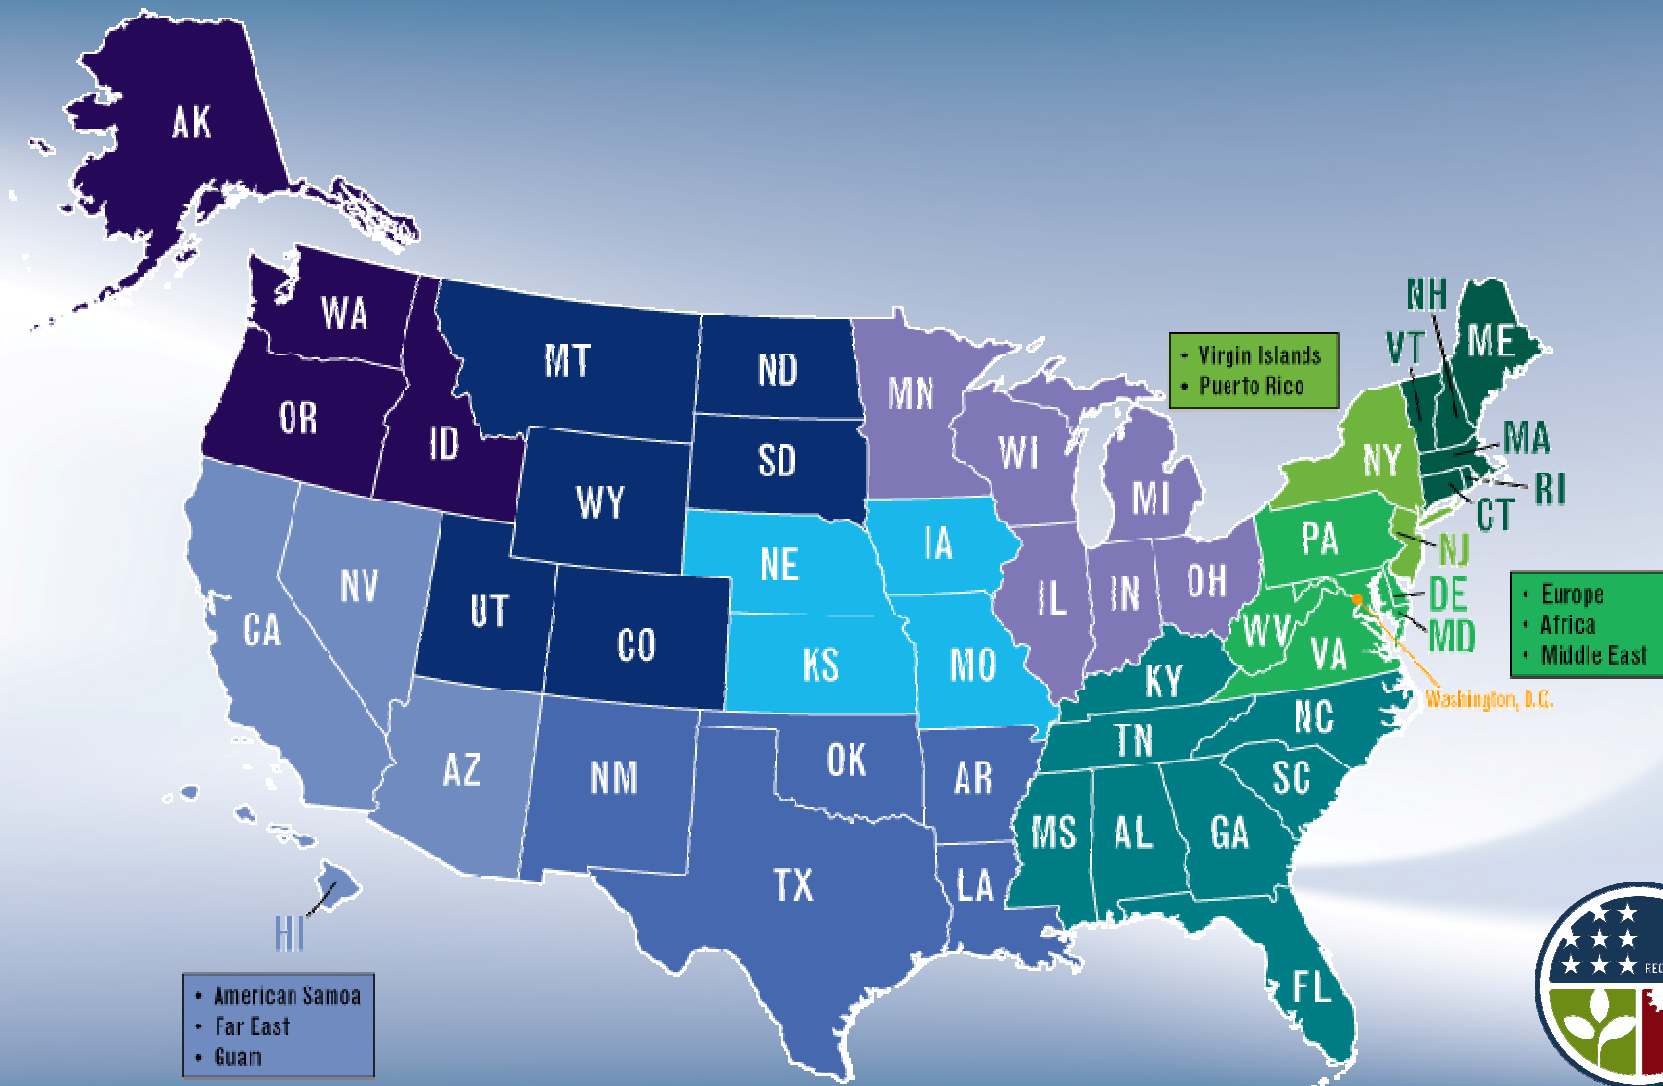 AK
WA
OR
ID
MT
ND
SD
WY
MN
WI
MI
NH
VT
ME
MA
RI
CT
NY
NJ
PA
DE
MD
• Virgin Islands
• Puerto Rico
• Europe
• Africa
• Middle East
Washington, D.C.
NE
IA
IL
IN
OH
WV
VA
CA
NV
UT
CO
KS
MO
KY
NC
TN
SC
AZ
NM
OK
AR
MS
AL
GA
TX
LA
FL
HI
• American Samoa
• Far East
• Guam